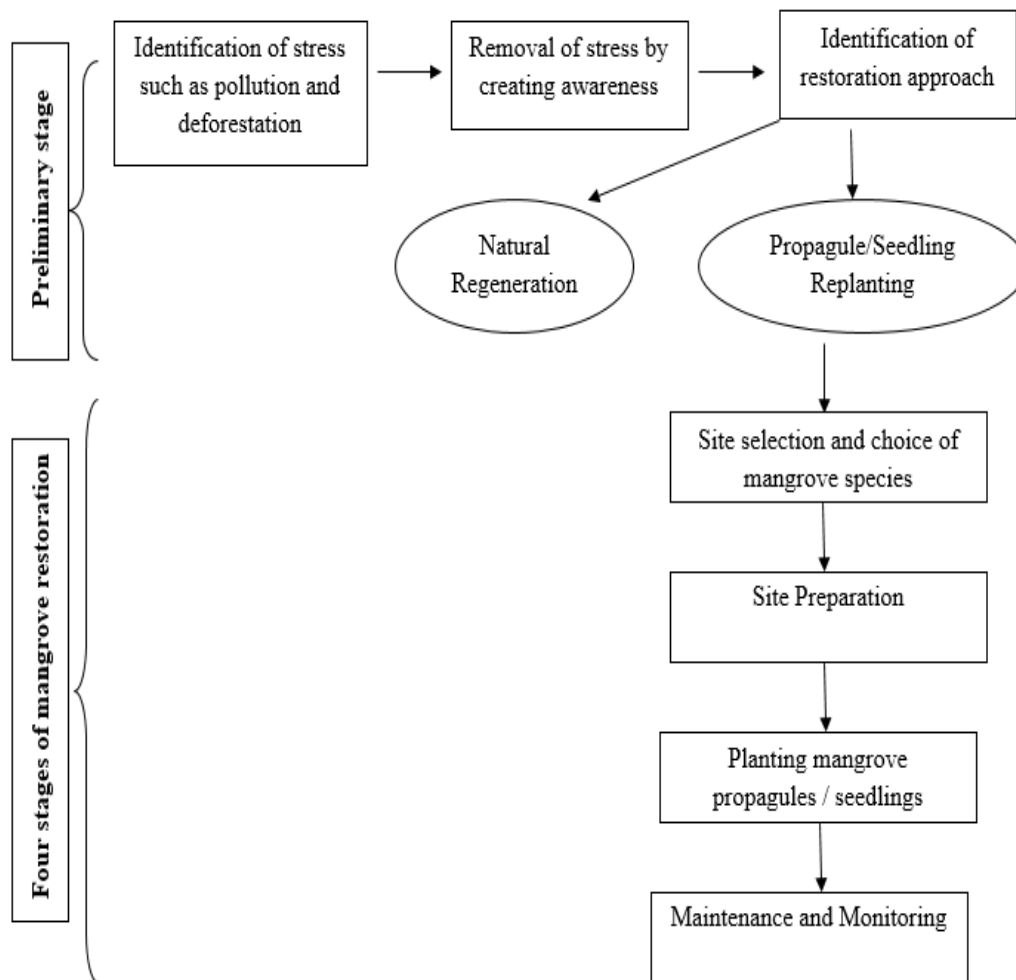 Preliminary stage
Identification of stress
such as pollution and
deforestation
Removal of stress by
creating awareness
Identification of
restoration approach
Natural
Regeneration
Propagule/Seedling
Replanting
Four stages of mangrove restoration
Site selection and choice of
mangrove species
Site Preparation
Planting mangrove
propagules / seedlings
Maintenance and Monitoring